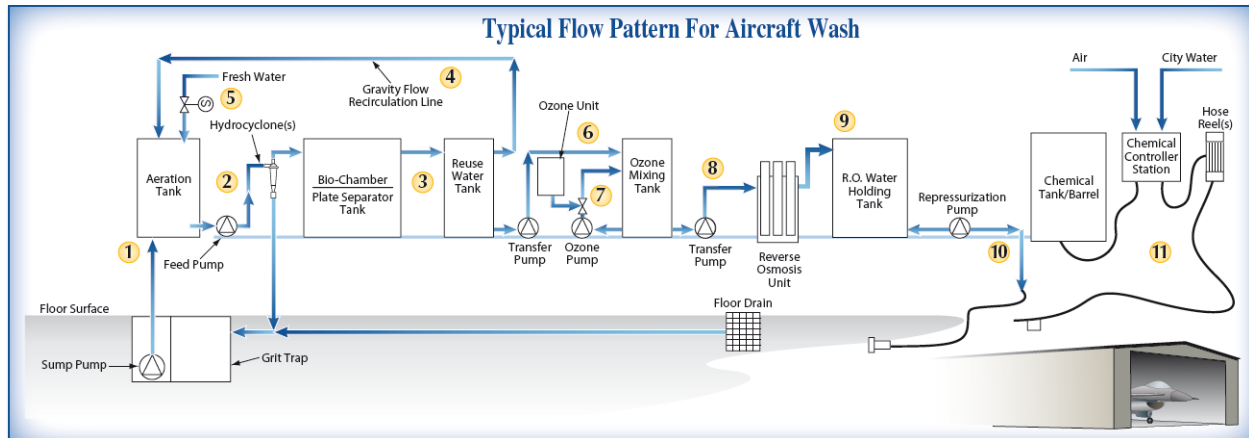 Typical Flow Pattern For Aircraft Wash
4
Gravity Flow
Recirculation Line
Fresh Water
5
S
Hydrocyclone(s)
Aeration
Tank
2
1
Feed Pump
Bio-Chamber
Plate Separator
Tank
3
Reuse
Water
Tank
Ozone Unit
6
7
Transfer
Pump
Ozone
Pump
Ozone
Mixing
Tank
8
Transfer
Pump
Reverse
Osmosis
Unit
9
R.O. Water
Holding
Tank
Repressurization
Pump
10
Chemical
Tank/Barrel
Air
City Water
Chemical
Controller
Station
Hose
Reel(s)
11
Floor Surface
Sump Pump
Grit Trap
Floor Drain